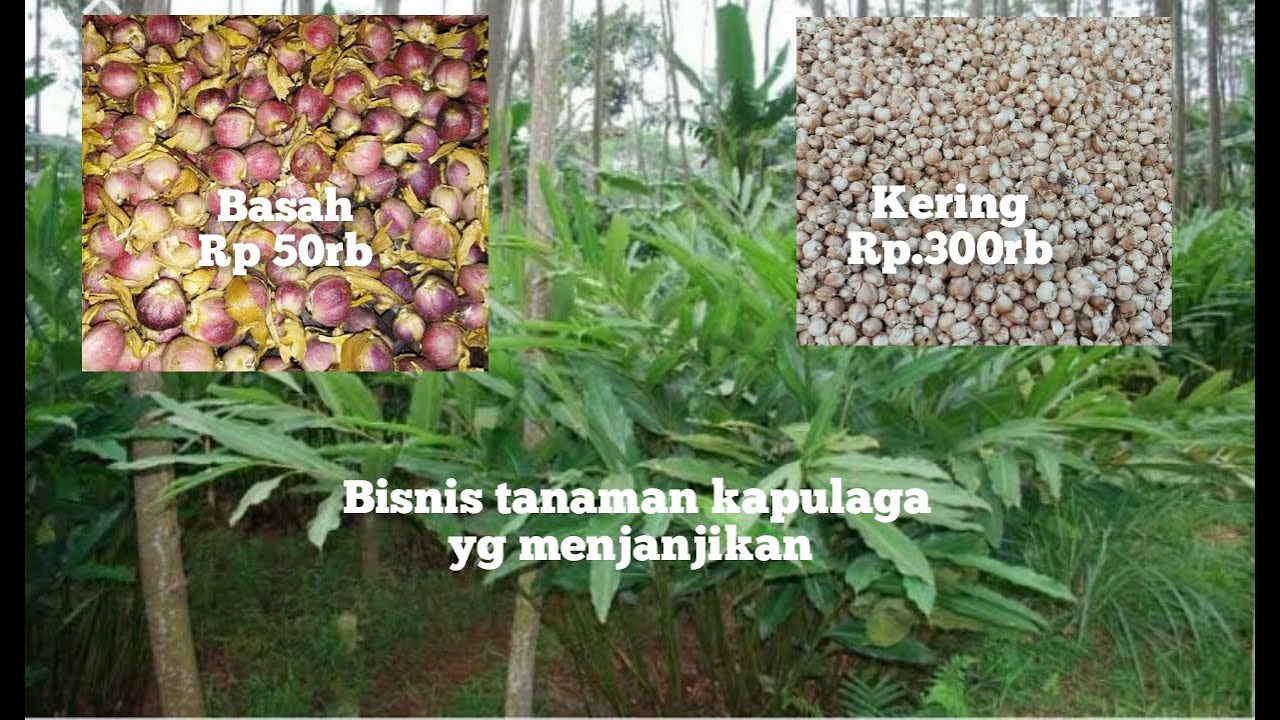 Basah
Rp 50rb
Kering
Rp.300rb
Bisnis tanaman kapulaga
yg menjanjikan